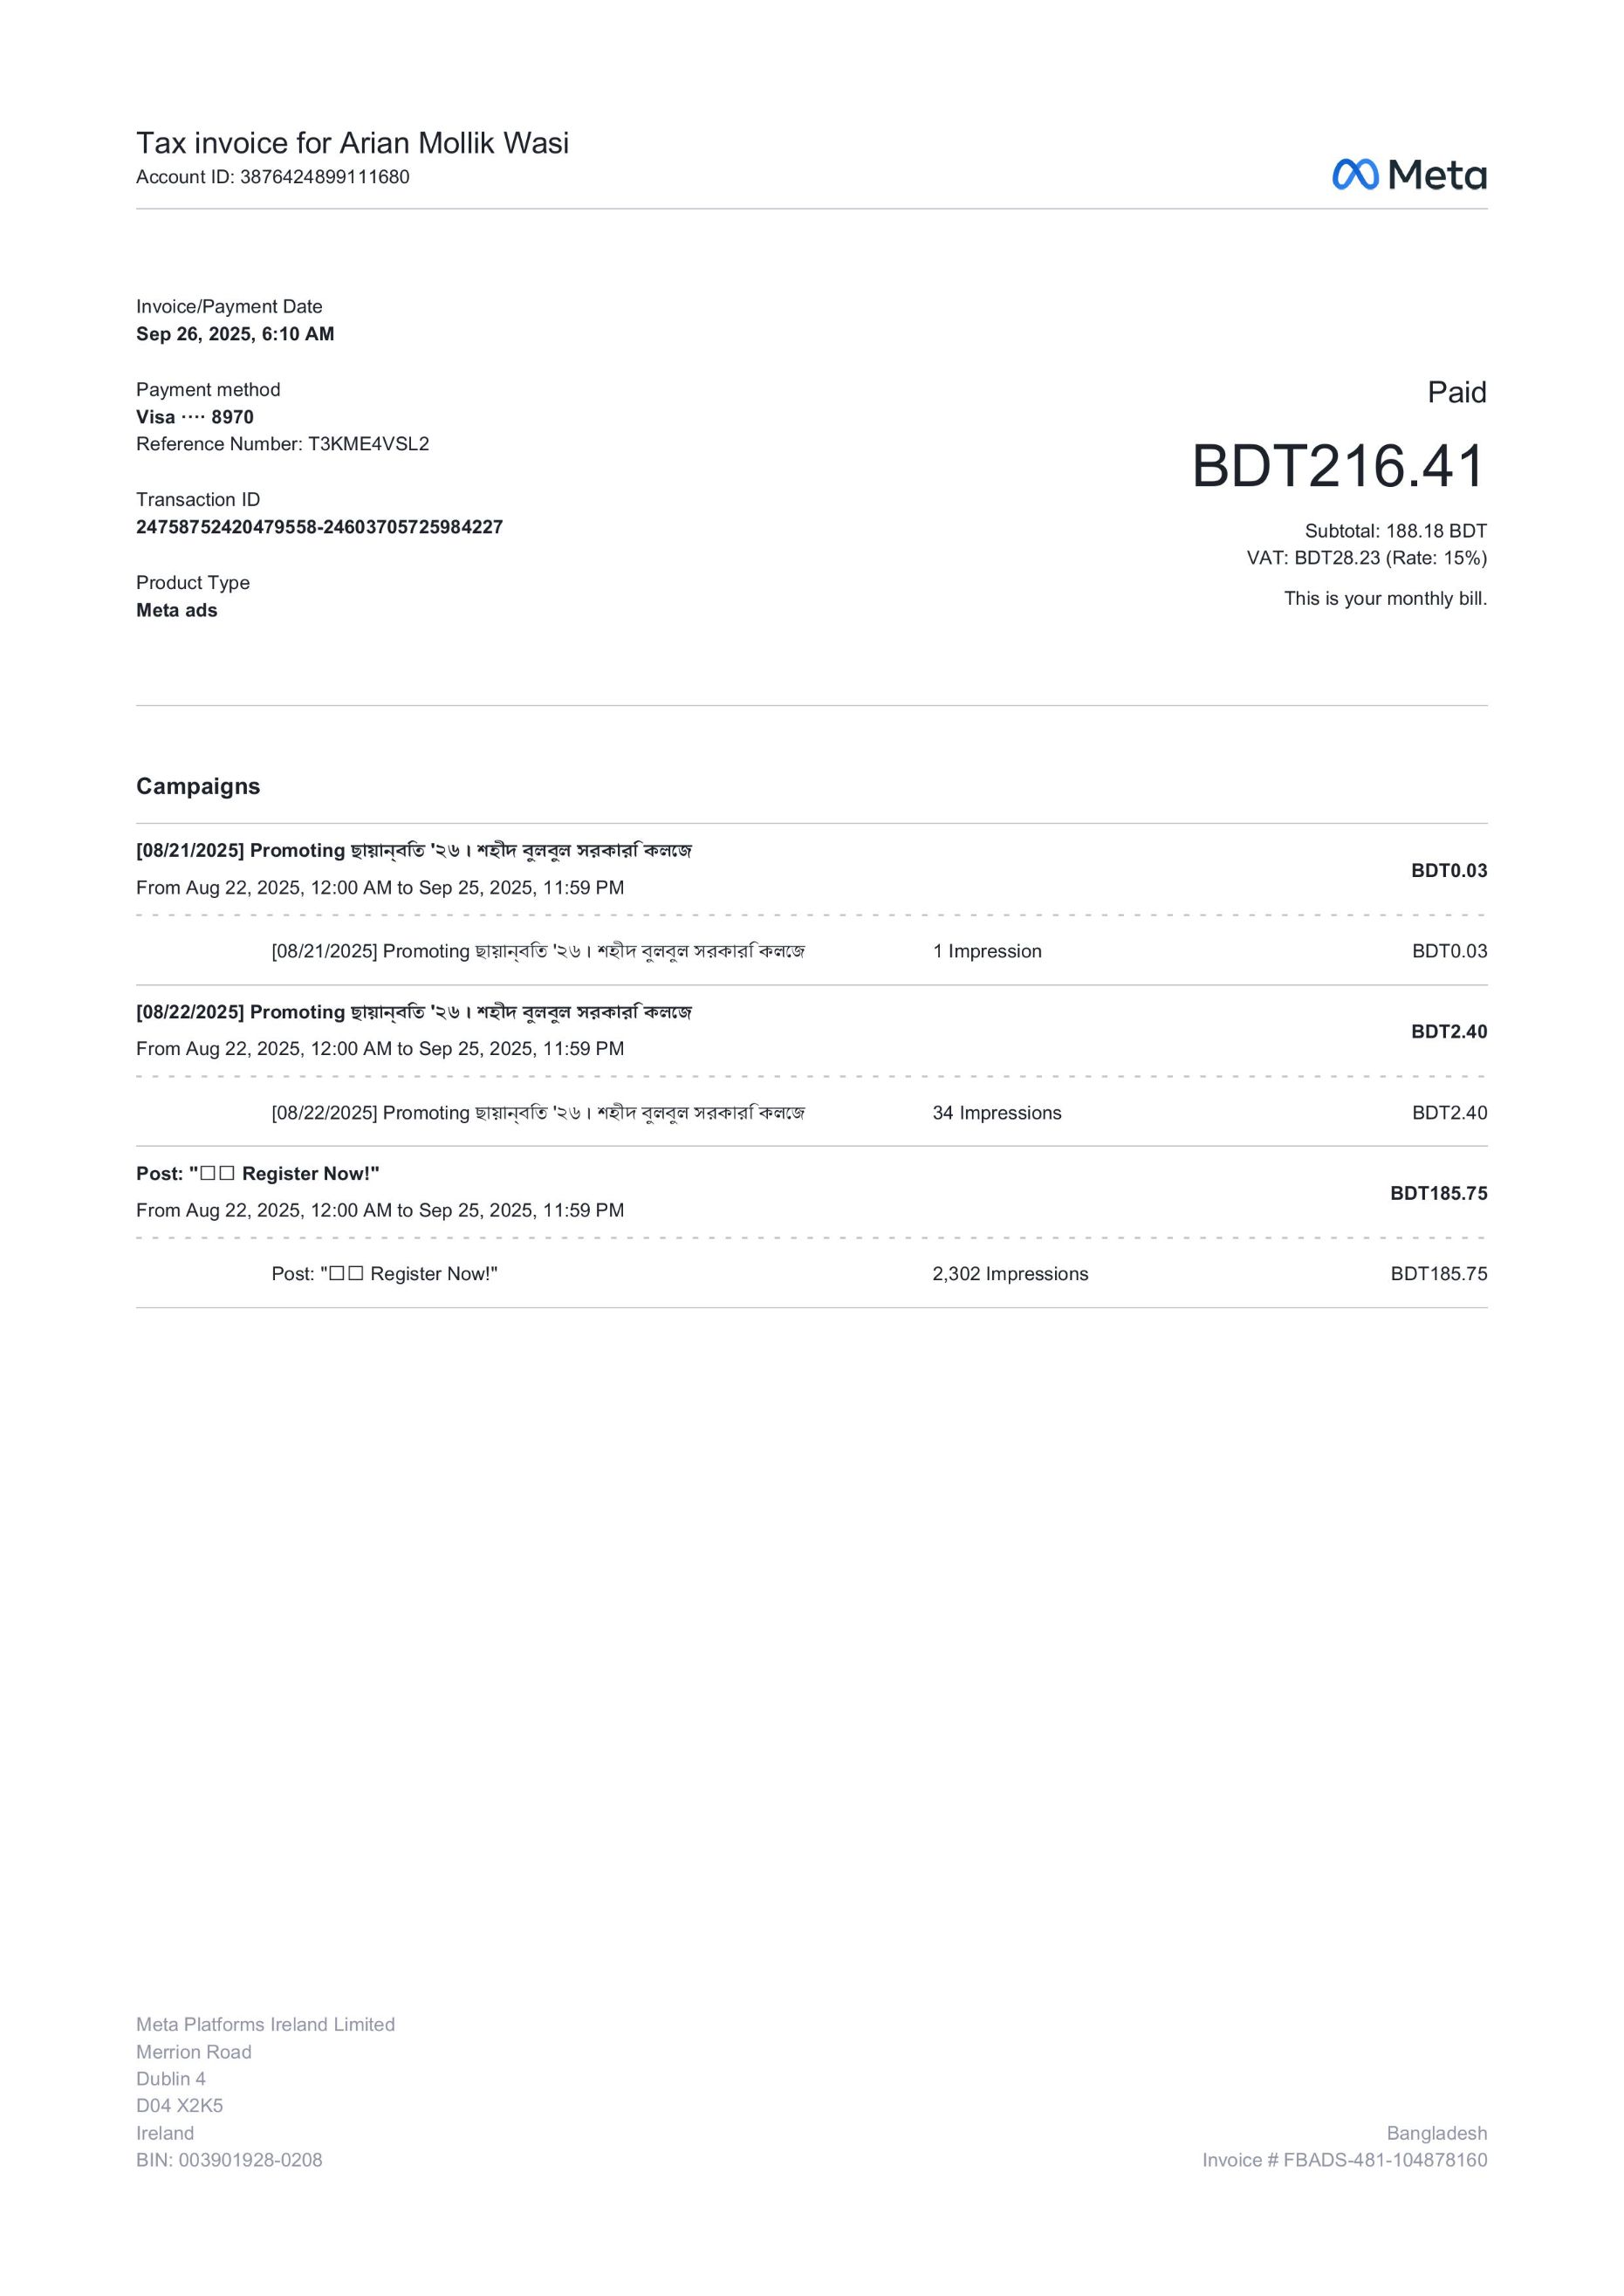 Tax invoice for Arian Mollik Wasi
Account ID: 3876424899111680
Meta
Invoice/Payment Date
Sep 26, 2025, 6:10 AM
Payment method
Visa ···· 8970
Reference Number: T3KME4VSL2
Transaction ID
24758752420479558-24603705725984227
Product Type
Meta ads
Paid
BDT216.41
Subtotal: 188.18 BDT
VAT: BDT28.23 (Rate: 15%)
This is your monthly bill.
Campaigns
[08/21/2025] Promoting ছায়ান্বিত '২৬। শহীদ বুলবুল সরকারি কলেজ
BDT0.03
From Aug 22, 2025, 12:00 AM to Sep 25, 2025, 11:59 PM
[08/21/2025] Promoting ছায়ান্বিত '২৬। শহীদ বুলবুল সরকারি কলেজ 1 Impression BDT0.03
[08/22/2025] Promoting ছায়ান্বিত '২৬। শহীদ বুলবুল সরকারি কলেজ
BDT2.40
From Aug 22, 2025, 12:00 AM to Sep 25, 2025, 11:59 PM
[08/22/2025] Promoting ছায়ান্বিত '২৬। শহীদ বুলবুল সরকারি কলেজ 34 Impressions BDT2.40
Post: "□□ Register Now!"
BDT185.75
From Aug 22, 2025, 12:00 AM to Sep 25, 2025, 11:59 PM
Post: "□□ Register Now!" 2,302 Impressions BDT185.75
Meta Platforms Ireland Limited
Merrion Road
Dublin 4
D04 X2K5
Ireland
BIN: 003901928-0208
Bangladesh
Invoice # FBADS-481-104878160